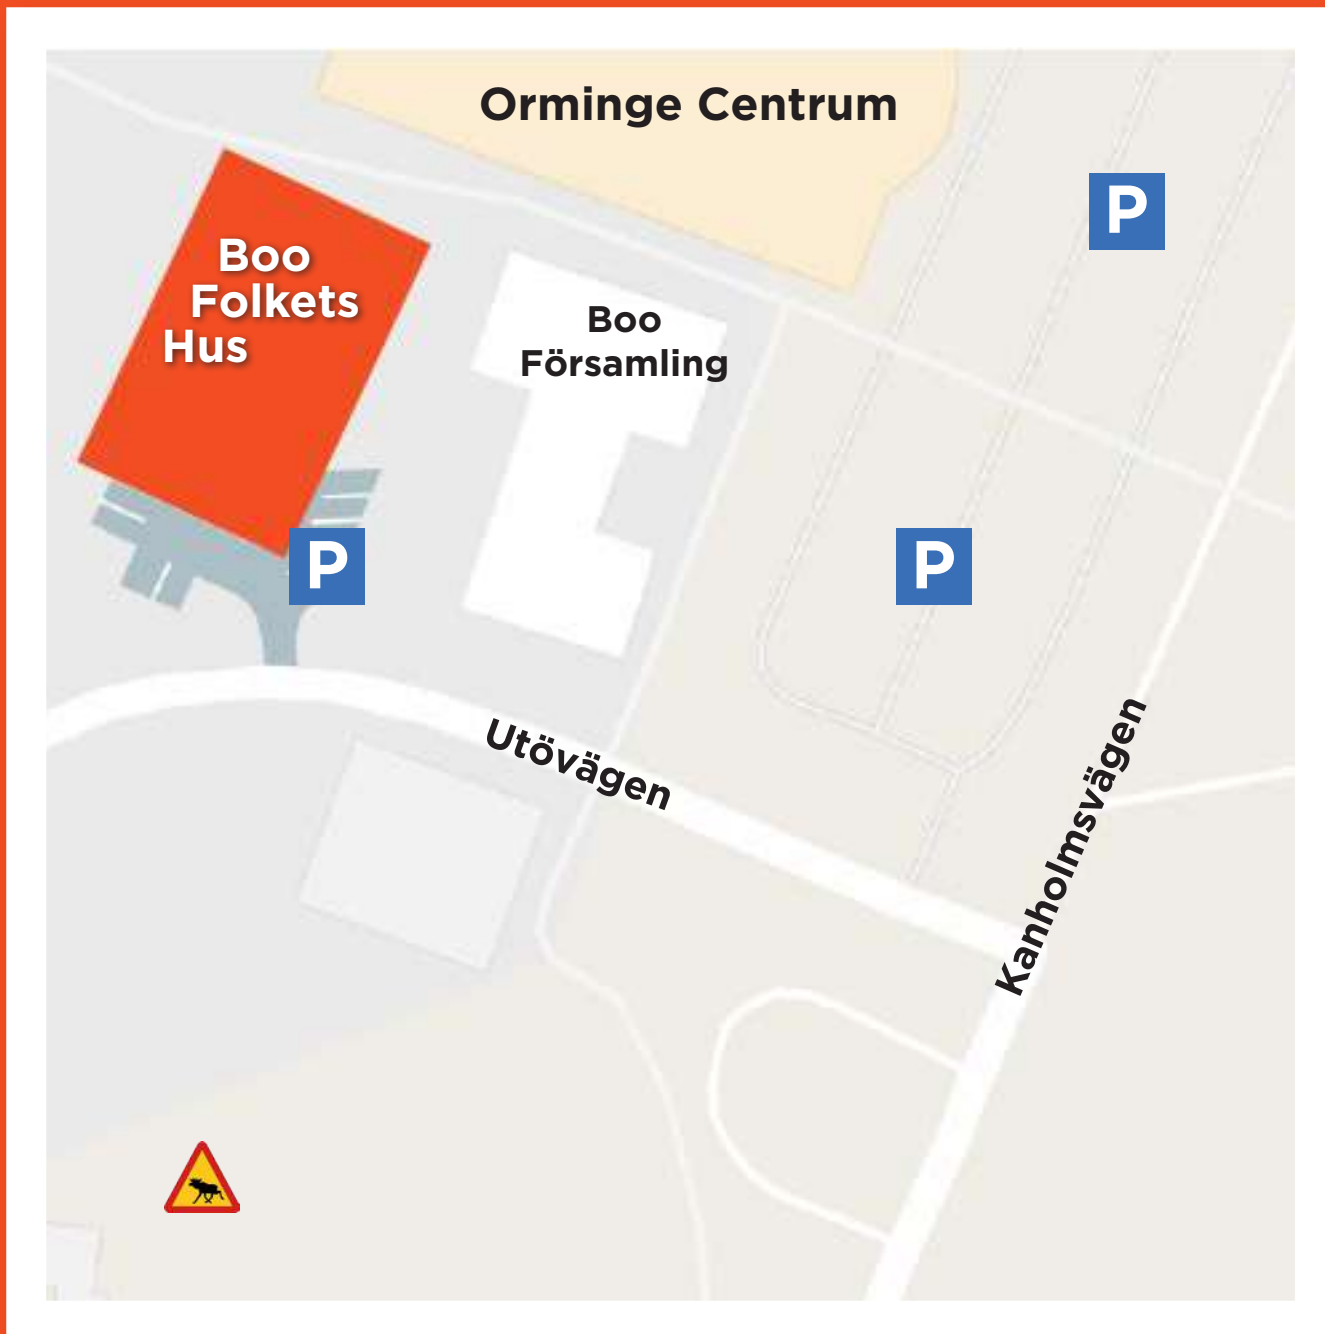 Orminge Centrum
P
Boo
Folkets
Hus
Boo
Församling
P
P
Utövägen
Kanholmsvägen